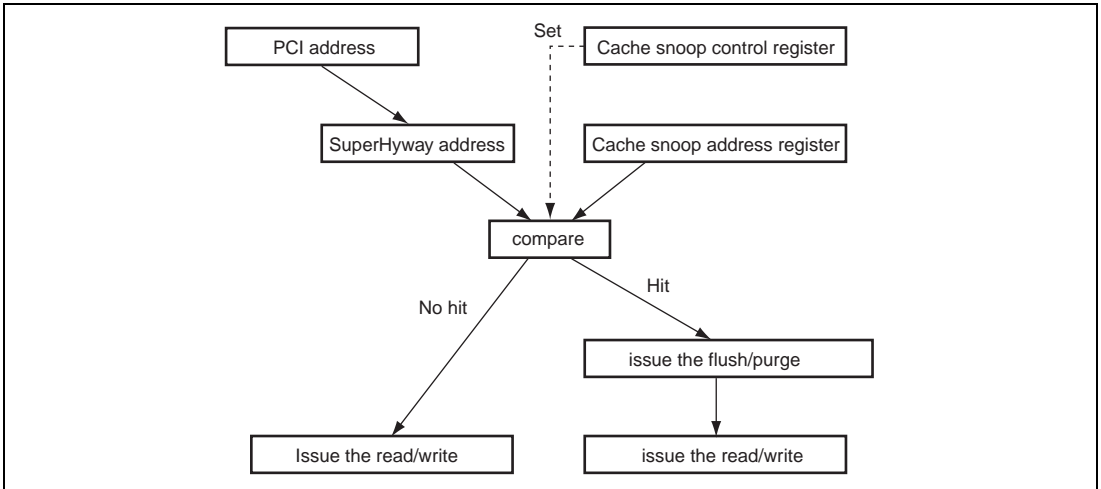 Set
PCI address
Cache snoop control register
SuperHyway address
Cache snoop address register
compare
No hit
Hit
issue the flush/purge
Issue the read/write
issue the read/write